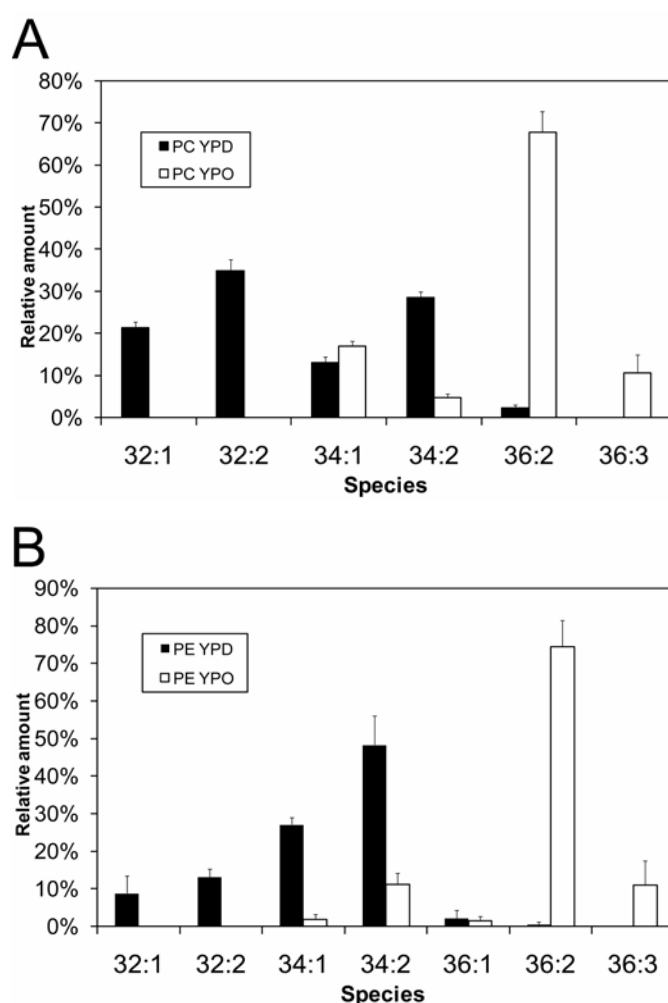 A
80%
70%
60%
50%
40%
30%
20%
10%
0%
Relative amount
PC YPD
PC YPO
32:1 32:2 34:1 34:2 36:2 36:3
Species
B
90%
80%
70%
60%
50%
40%
30%
20%
10%
0%
Relative amount
PE YPD
PE YPO
32:1 32:2 34:1 34:2 36:1 36:2 36:3
Species